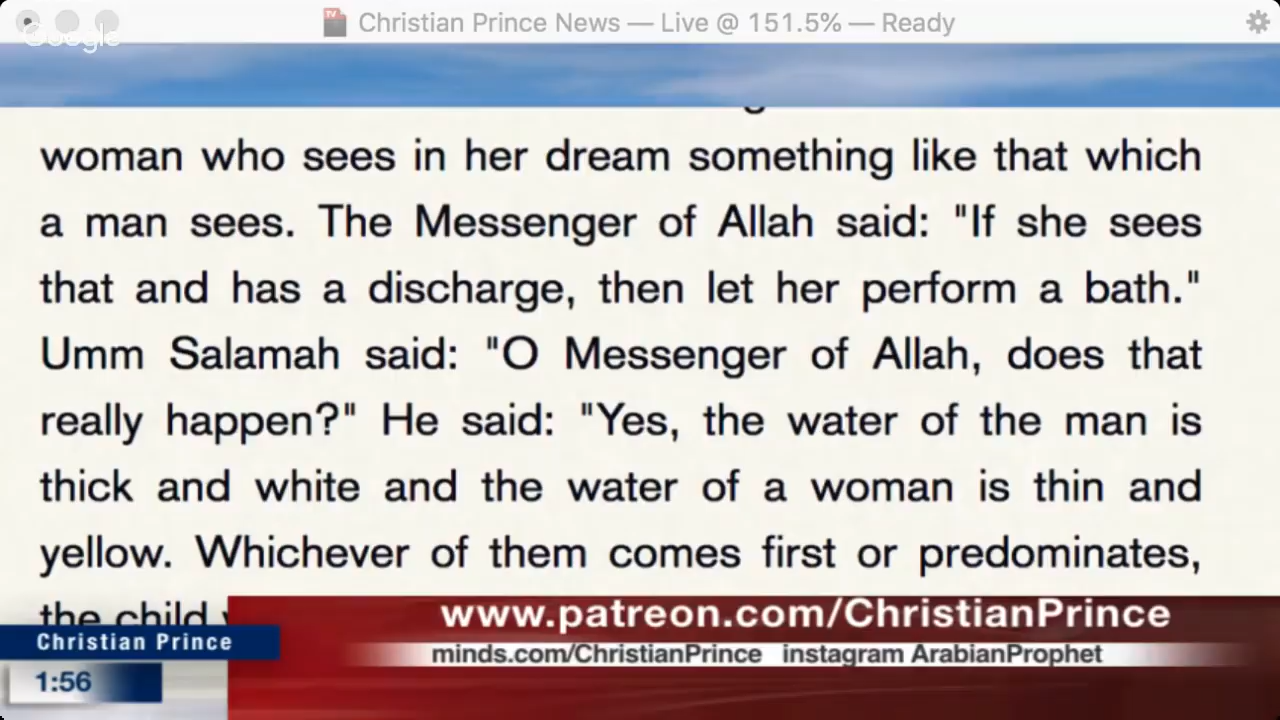 Christian Prince News — Live @ 151.5% — Ready
Google
woman who sees in her dream something like that which
a man sees. The Messenger of Allah said: "If she sees
that and has a discharge, then let her perform a bath."
Umm Salamah said: "O Messenger of Allah, does that
really happen?" He said: "Yes, the water of the man is
thick and white and the water of a woman is thin and
yellow. Whichever of them comes first or predominates,
the child
www.patreon.com/ChristianPrince
Christian Prince
minds.com/ChristianPrince instagram ArabianProphet
1:56